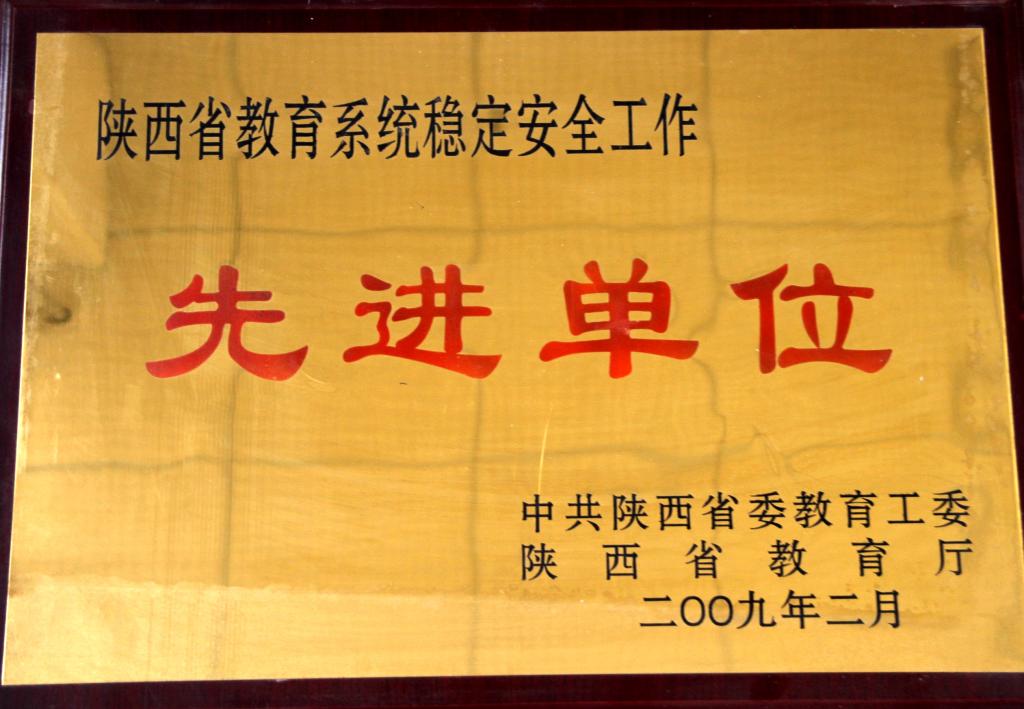 陕西省教育系统稳定安全工作
先进单位
中共陕西省委教育工委
陕西省教育厅
二〇〇九年二月